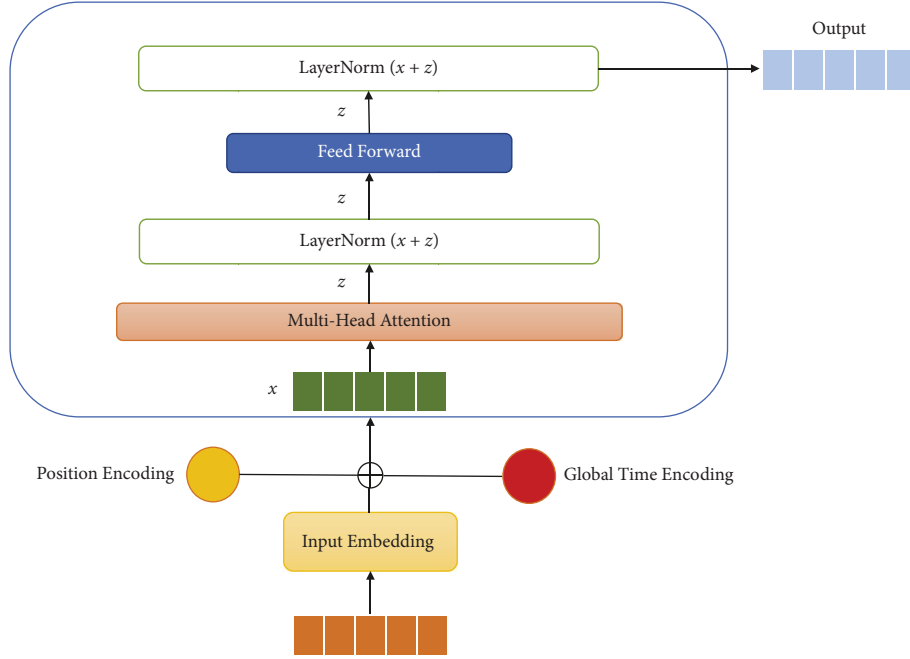 Output
LayerNorm (x + z)
z
Feed Forward
z
LayerNorm (x + z)
z
Multi-Head Attention
x
Position Encoding
Global Time Encoding
Input Embedding